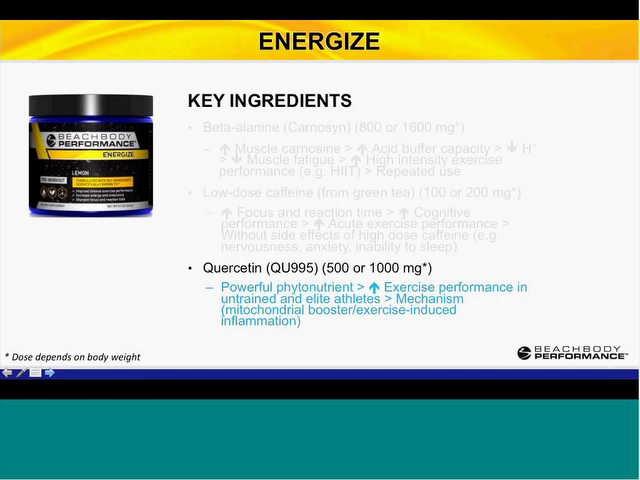 ENERGIZE
KEY INGREDIENTS
• Beta-alanine (Carnosyn) (800 or 1600 mg*)
– ↑ Muscle carnosine > ↑ Acid buffer capacity > ↓ H+
> ↓ Muscle fatigue > ↑ High intensity exercise
performance (e.g. HIIT) > Repeated use
• Low-dose caffeine (from green tea) (100 or 200 mg*)
– ↑ Focus and reaction time > ↑ Cognitive
performance > ↑ Acute exercise performance >
Without side effects of high dose caffeine (e.g.
nervousness, anxiety, inability to sleep)
• Quercetin (QU995) (500 or 1000 mg*)
– Powerful phytonutrient > ↑ Exercise performance in
untrained and elite athletes > Mechanism
(mitochondrial booster/exercise-induced
inflammation)
BEACHBODY
PERFORMANCE™
ENERGIZE
LEMON
PRE-WORKOUT
* Dose depends on body weight
BEACHBODY
PERFORMANCE™